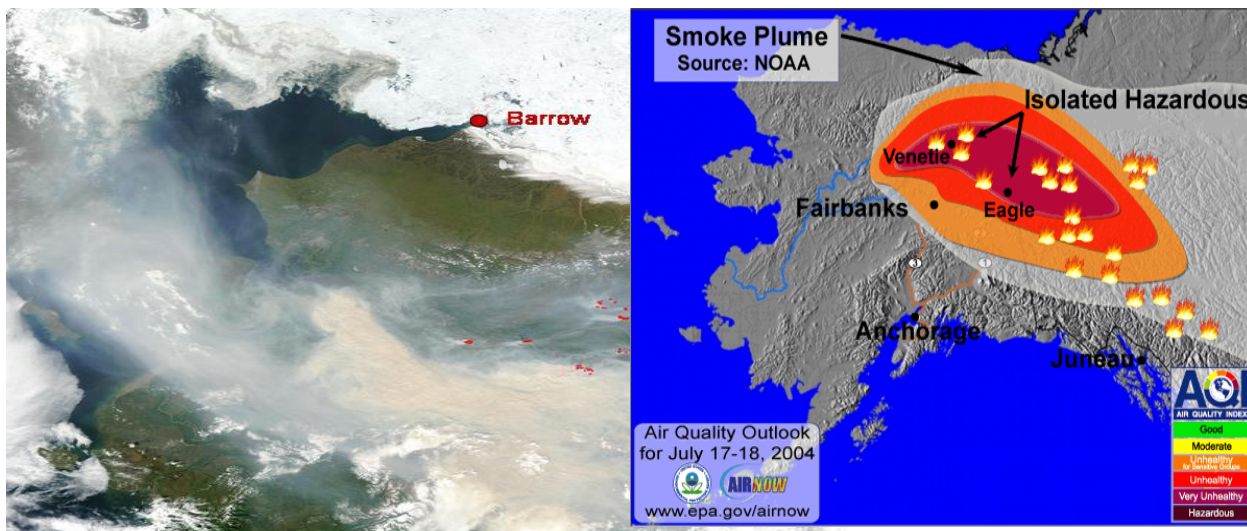 Barrow
Smoke Plume
Source: NOAA
Isolated Hazardous
Venetie
Eagle
Fairbanks
3
1
Anchorage
Juneau
Air Quality Outlook
for July 17-18, 2004
AIRNOW
www.epa.gov/airnow
AQI
AIR QUALITY INDEX
Good
Moderate
Unhealthy
for Sensitive Groups
Unhealthy
Very Unhealthy
Hazardous